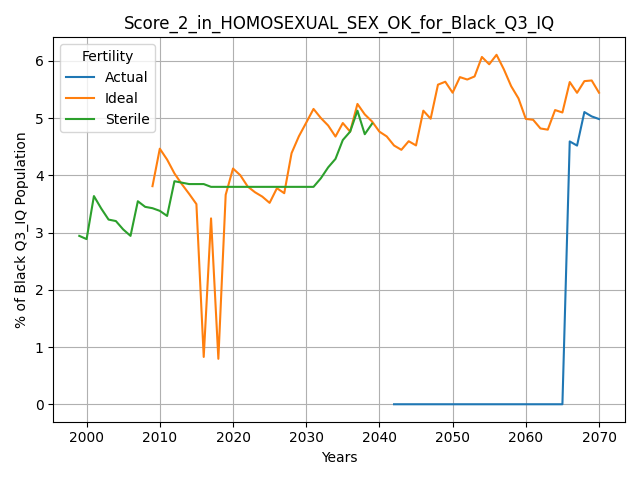 Score_2_in_HOMOSEXUAL_SEX_OK_for_Black_Q3_IQ
Fertility
Actual
Ideal
Sterile
% of Black Q3_IQ Population
6
5
4
3
2
1
0
2000 2010 2020 2030 2040 2050 2060 2070
Years